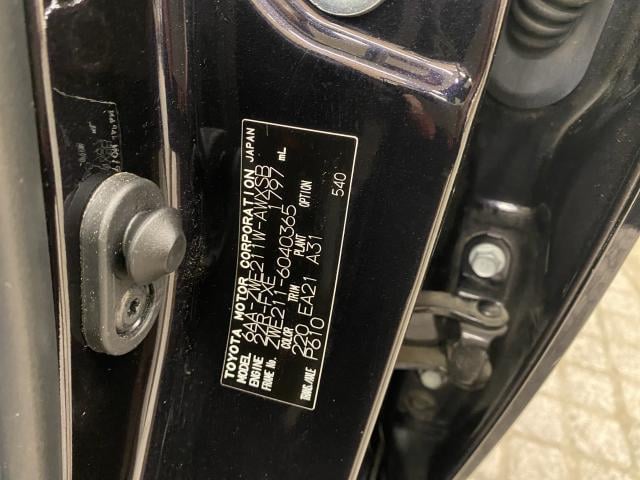 TOYOTA MOTOR CORPORATION JAPAN
MODEL 6AA-ZWE211W-AWXSB
ENGINE 2ZR-FXE 1797 mL
FRAME No. ZWE211-6040365
COLOR TRIM PLANT OPTION
220 EA21 A31 540
TRANS./AXLE P610